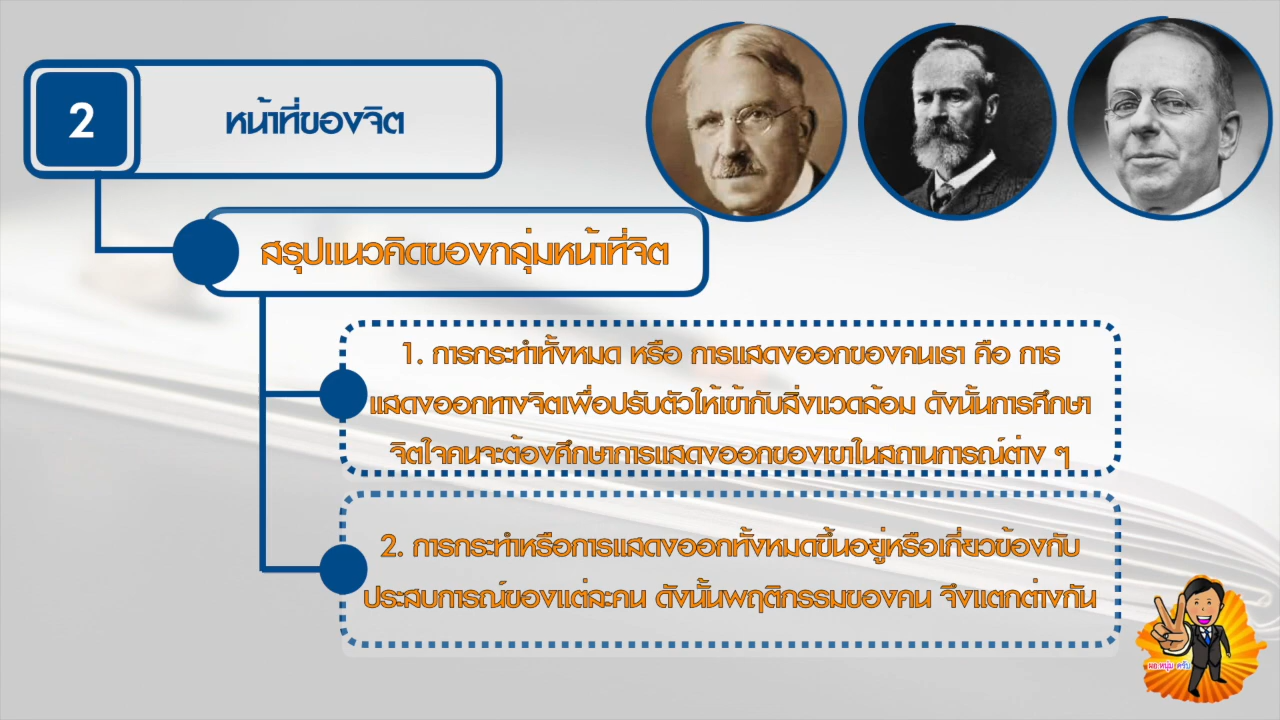 2
หน้าที่ของจิต
สรุปแนวคิดของกลุ่มหน้าที่จิต
1. การกระทำทั้งหมด หรือ การแสดงออกของคนเรา คือ การ
แสดงออกทางจิตเพื่อปรับตัวให้เข้ากับสิ่งแวดล้อม ดังนั้นการศึกษา
จิตใจคนจะต้องศึกษาการแสดงออกของเขาในสถานการณ์ต่าง ๆ
2. การกระทำหรือการแสดงออกทั้งหมดขึ้นอยู่หรือเกี่ยวข้องกับ
ประสบการณ์ของแต่ละคน ดังนั้นพฤติกรรมของคน จึงแตกต่างกัน
ผอ.หนุ่ม ครับ